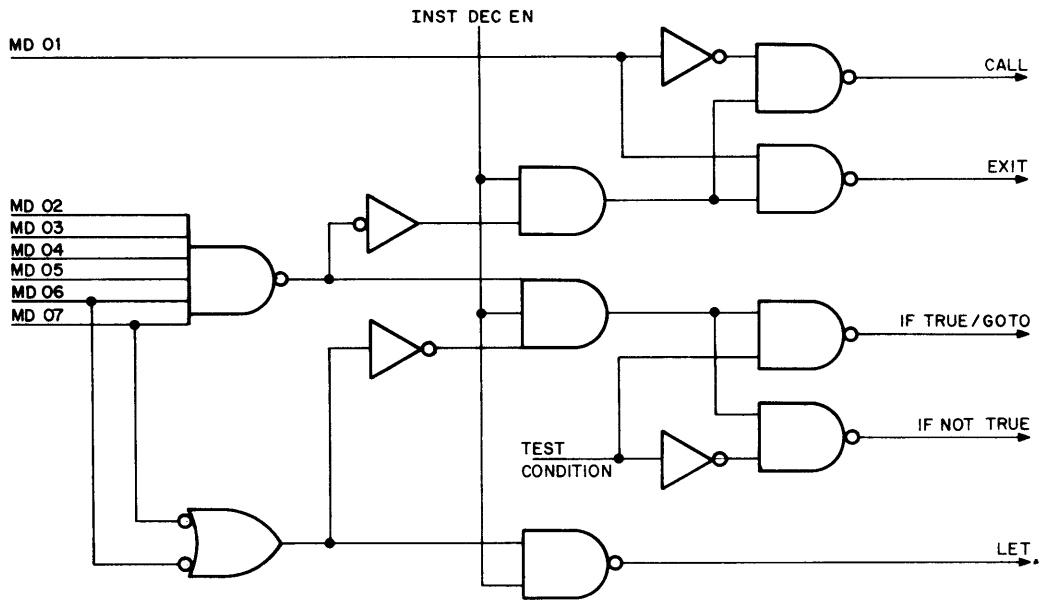 INST DEC EN
MD 01
CALL
EXIT
MD 02
MD 03
MD 04
MD 05
MD 06
MD 07
IF TRUE/GOTO
IF NOT TRUE
TEST
CONDITION
LET